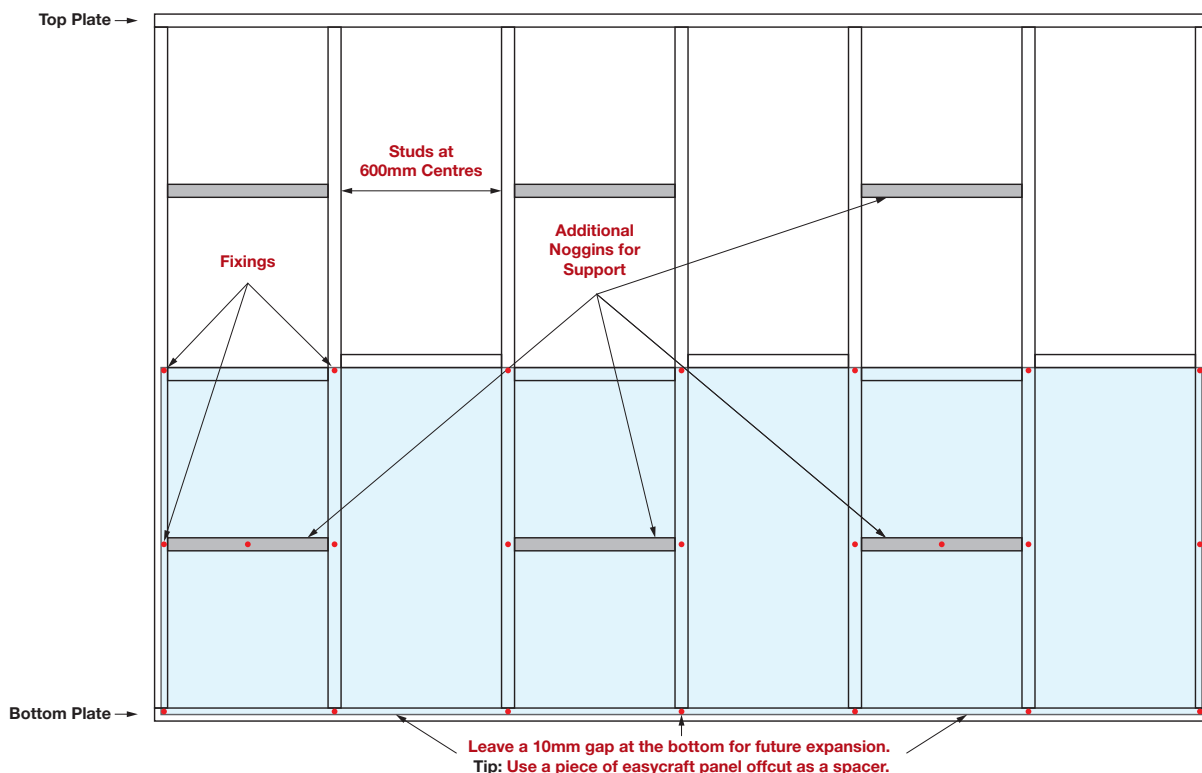 Top Plate
Studs at
600mm Centres
Additional
Noggins for
Support
Fixings
Bottom Plate
Leave a 10mm gap at the bottom for future expansion.
Tip: Use a piece of easycraft panel offcut as a spacer.